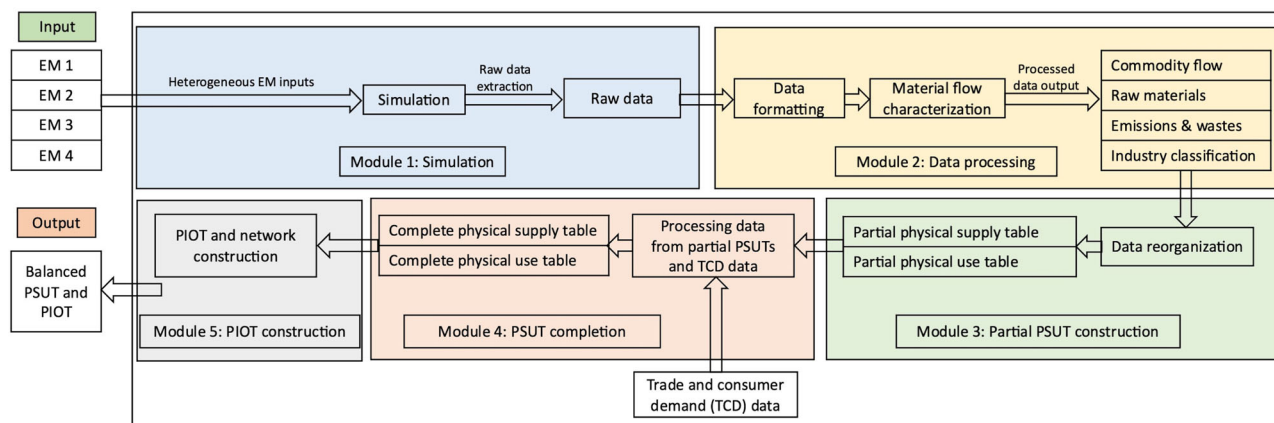 Input
EM 1
EM 2
EM 3
EM 4
Heterogeneous EM inputs
Simulation
Raw data
extraction
Raw data
Module 1: Simulation
Data
formatting
Material flow
characterization
Processed
data output
Commodity flow
Raw materials
Emissions & wastes
Industry classification
Module 2: Data processing
Output
Balanced
PSUT and
PIOT
PIOT and network
construction
Module 5: PIOT construction
Complete physical supply table
Complete physical use table
Processing data
from partial PSUTs
and TCD data
Module 4: PSUT completion
Partial physical supply table
Partial physical use table
Data reorganization
Module 3: Partial PSUT construction
Trade and consumer
demand (TCD) data